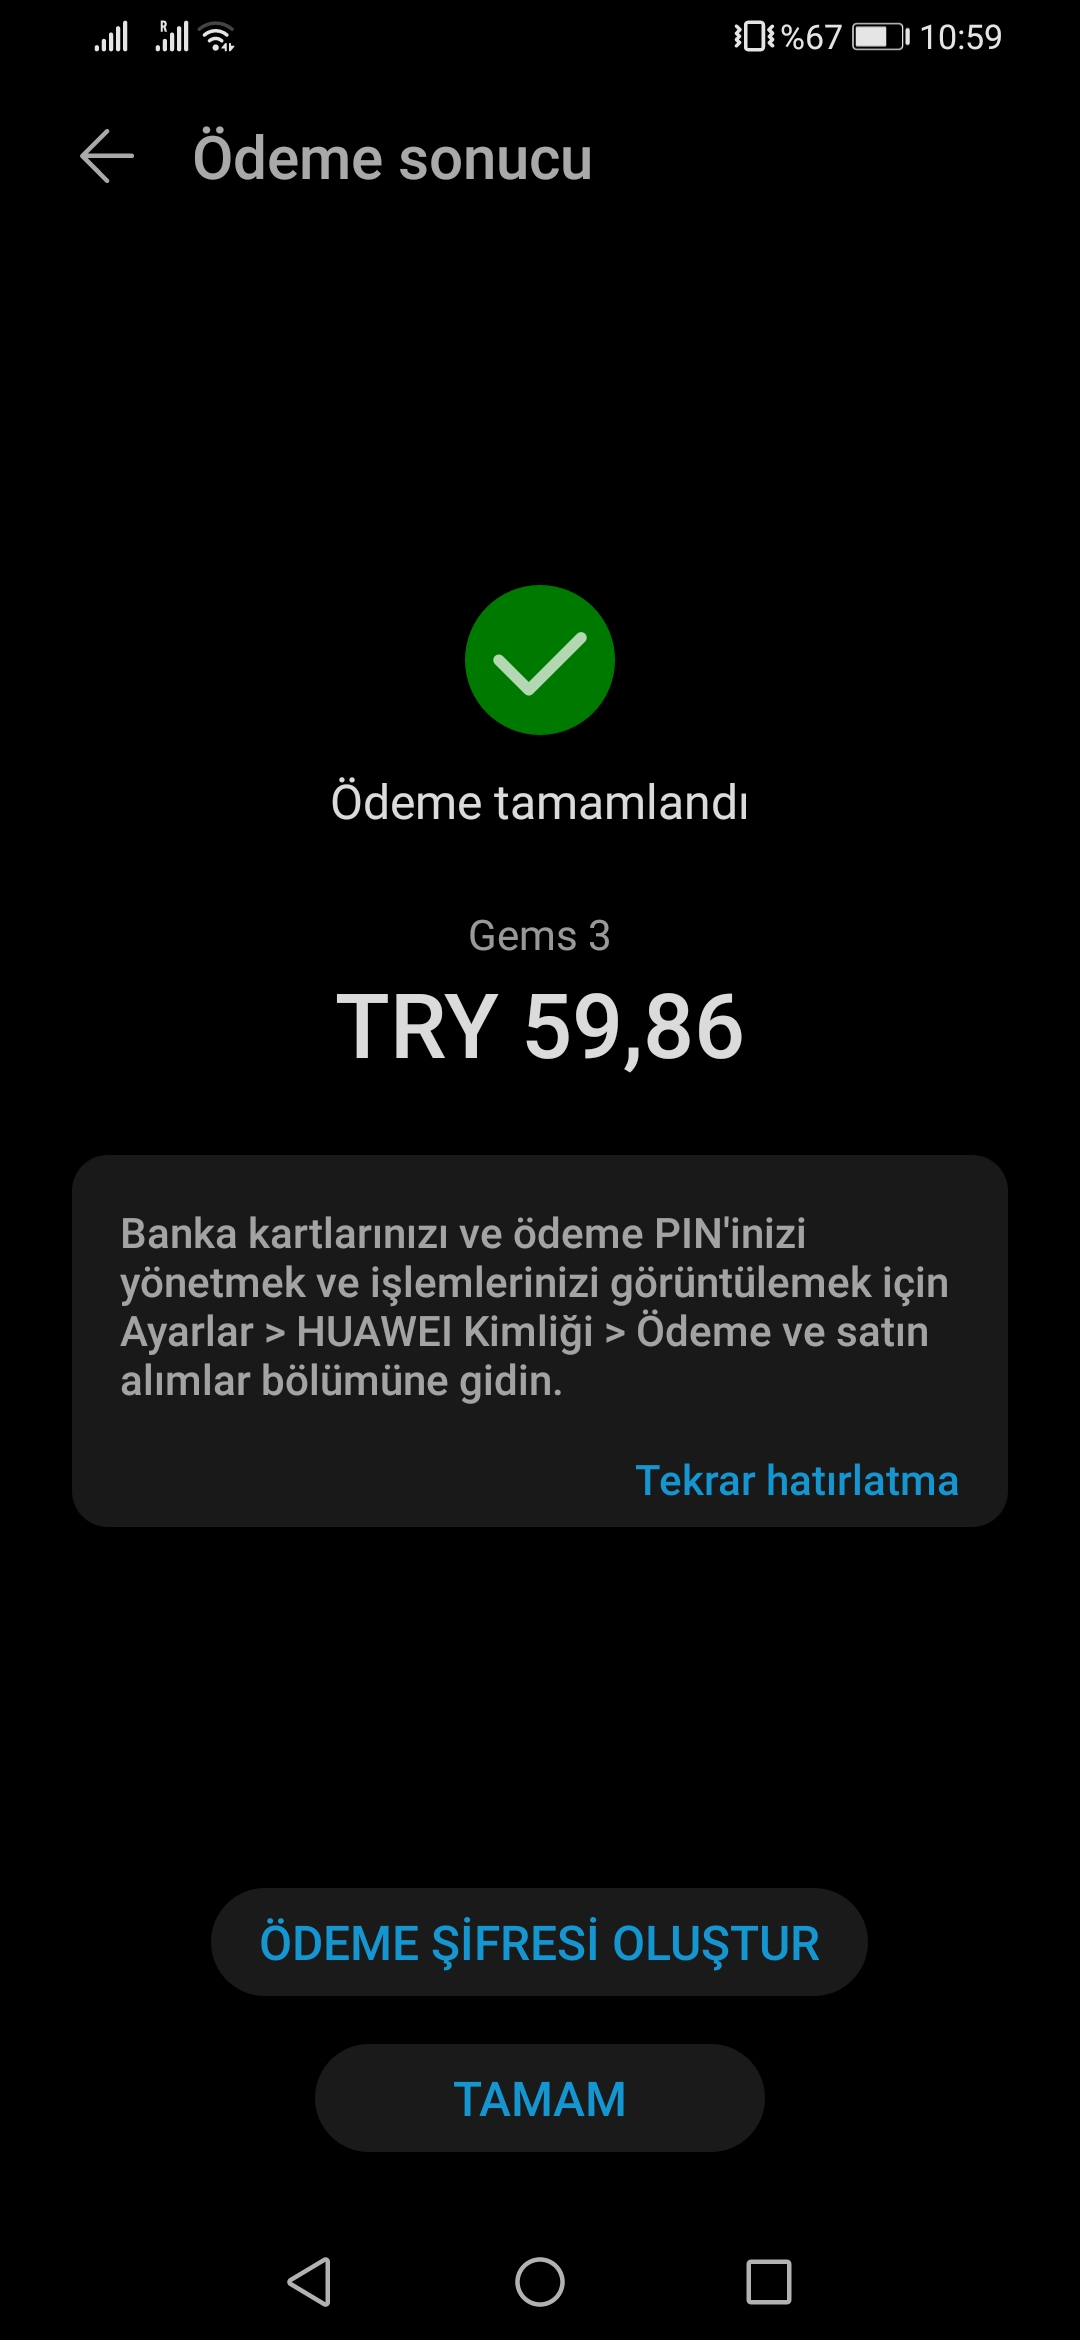 R %67 10:59
Ödeme sonucu
Ödeme tamamlandı
Gems 3
TRY 59,86
Banka kartlarınızı ve ödeme PIN'inizi
yönetmek ve işlemlerinizi görüntülemek için
Ayarlar > HUAWEI Kimliği > Ödeme ve satın
alımlar bölümüne gidin.
Tekrar hatırlatma
ÖDEME ŞİFRESİ OLUŞTUR
TAMAM